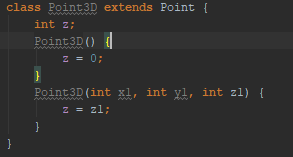 class Point3D extends Point {
    int z;
    Point3D() {
        z = 0;
    }
    Point3D(int x1, int y1, int z1) {
        z = z1;
    }
}